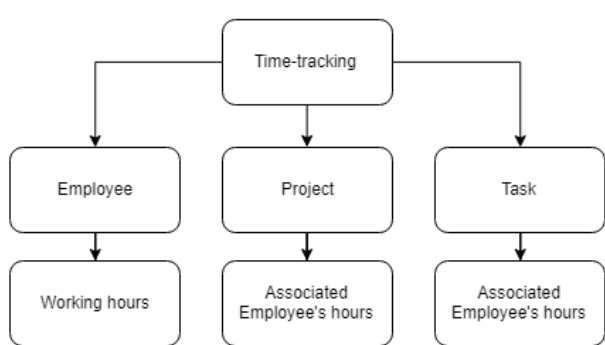 Time-tracking
Employee
Project
Task
Working hours
Associated
Employee's hours
Associated
Employee's hours